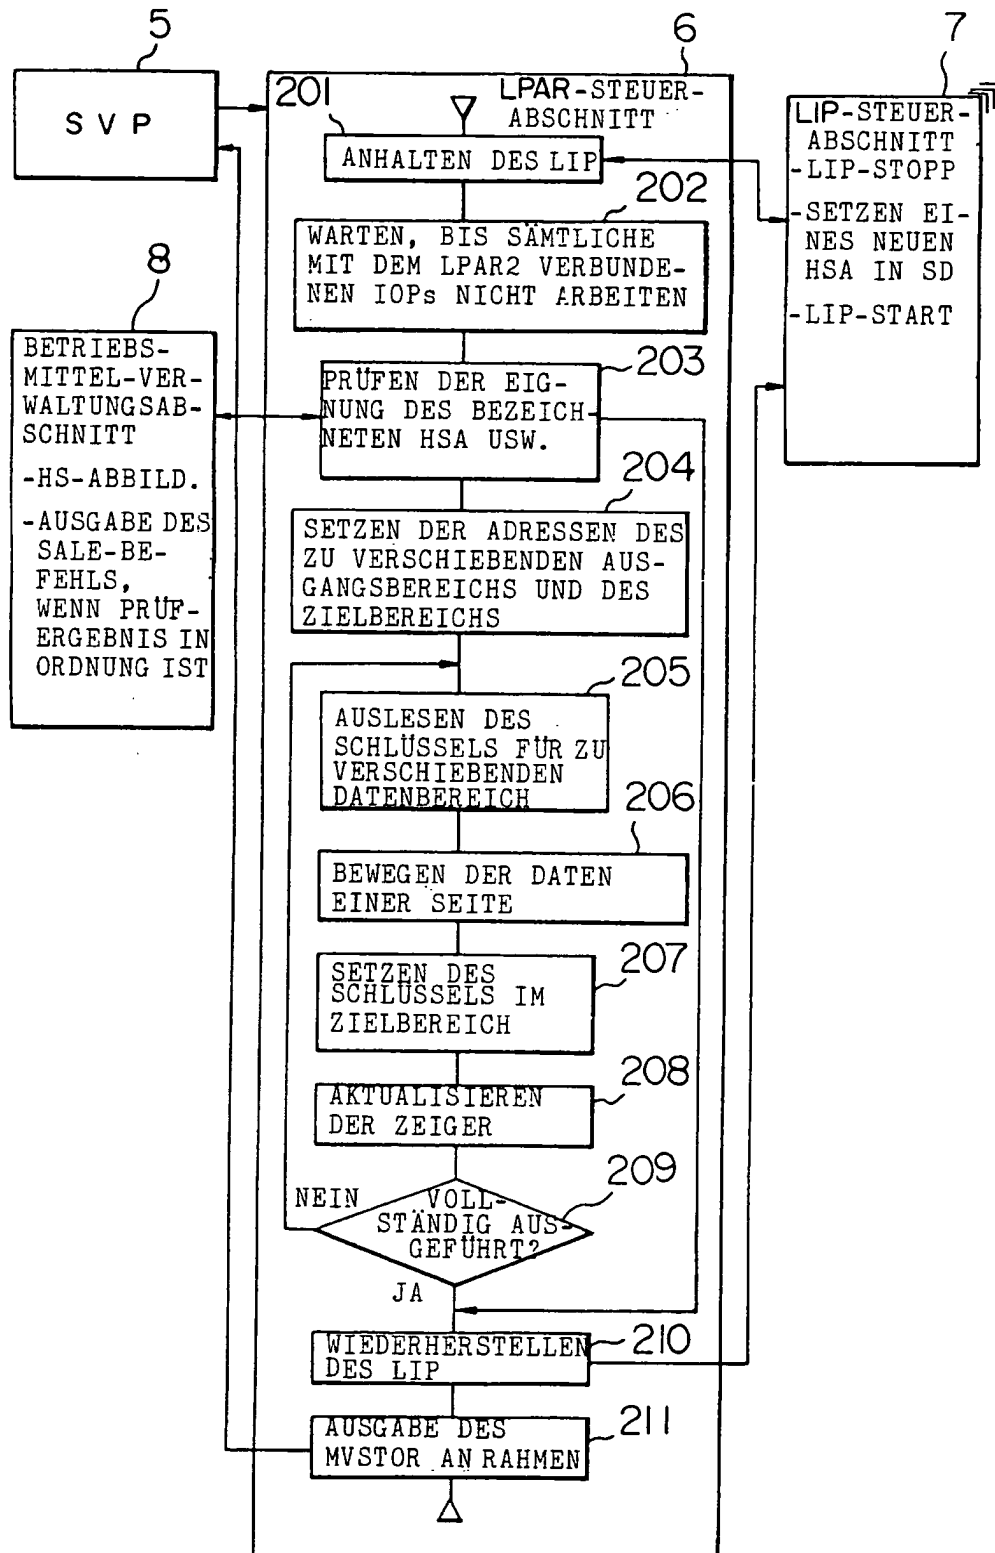 5
6
7
SVP
201
LPAR-STEUER-
ABSCHNITT
ANHALTEN DES LIP
202
WARTEN, BIS SÄMTLICHE
MIT DEM LPAR2 VERBUNDE-
NEN IOPs NICHT ARBEITEN
LIP-STEUER-
ABSCHNITT
-LIP-STOPP
-SETZEN EI-
NES NEUEN
HSA IN SD
-LIP-START
8
BETRIEBS-
MITTEL-VER-
WALTUNGSAB-
SCHNITT
-HS-ABBILD.
-AUSGABE DES
SALE-BE-
FEHLS,
WENN PRÜF-
ERGEBNIS IN
ORDNUNG IST
203
PRÜFEN DER EIG-
NUNG DES BEZEICH-
NETEN HSA USW.
204
SETZEN DER ADRESSEN DES
ZU VERSCHIEBENDEN AUS-
GANGSBEREICHS UND DES
ZIELBEREICHS
205
AUSLESEN DES
SCHLÜSSELS FÜR ZU
VERSCHIEBENDEN
DATENBEREICH
206
BEWEGEN DER DATEN
EINER SEITE
207
SETZEN DES
SCHLÜSSELS IM
ZIELBEREICH
208
AKTUALISIEREN
DER ZEIGER
209
NEIN
VOLL-
STÄNDIG AUS-
GEFÜHRT?
JA
210
WIEDERHERSTELLEN
DES LIP
211
AUSGABE DES
MVSTOR AN RAHMEN